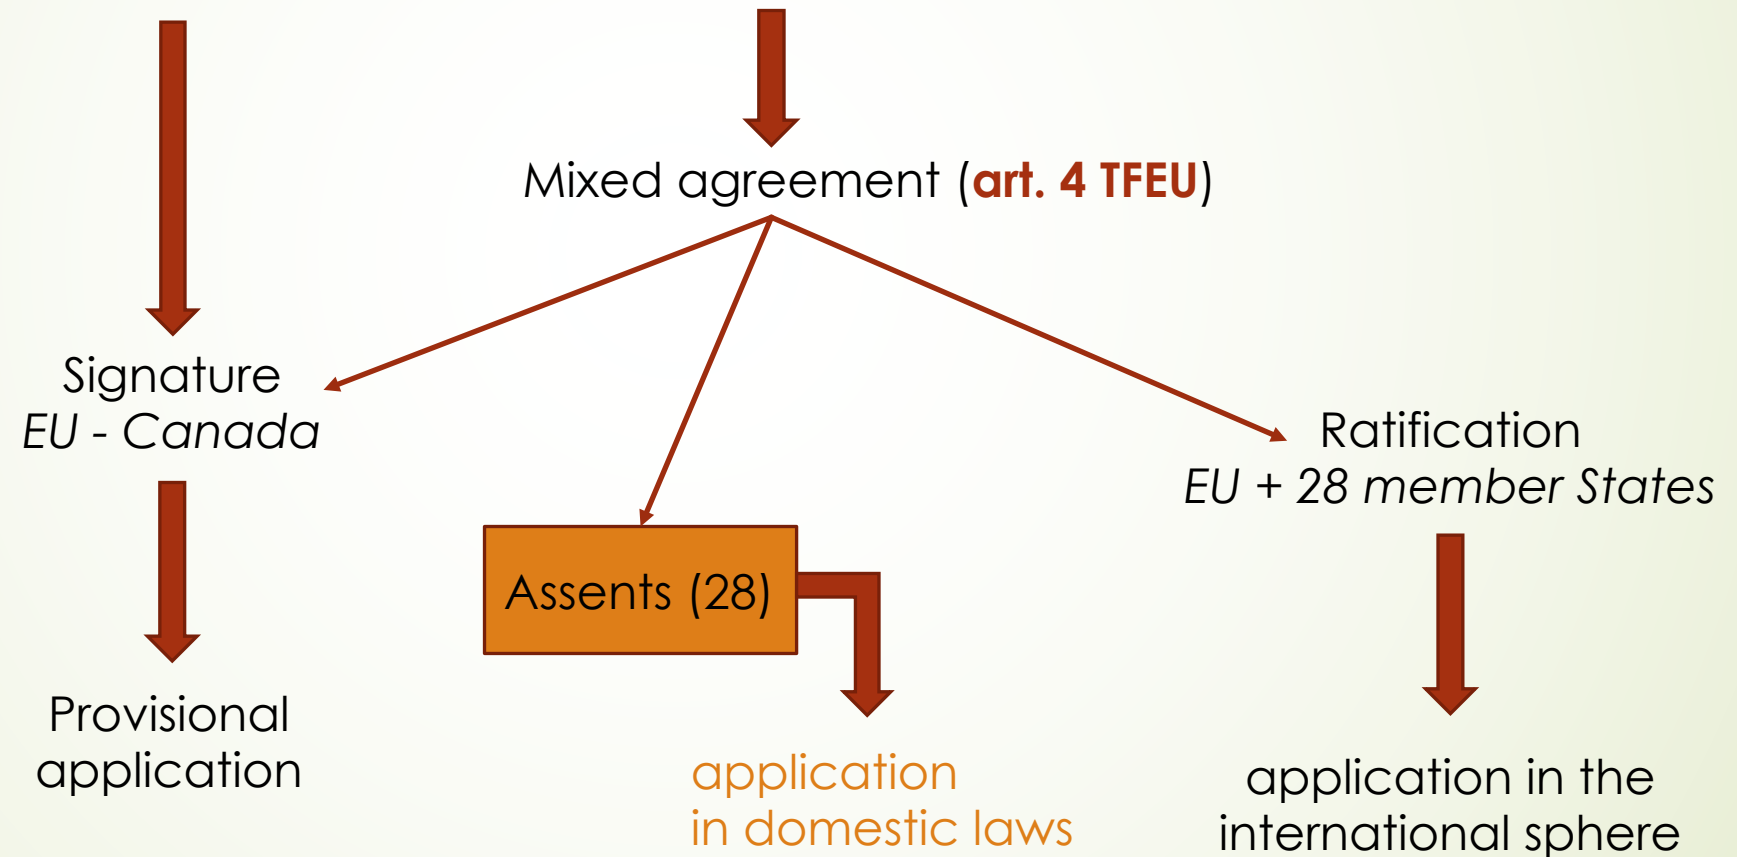 Mixed agreement (art. 4 TFEU)
Signature
EU - Canada
Ratification
EU + 28 member States
Assents (28)
Provisional
application
application
in domestic laws
application in the
international sphere